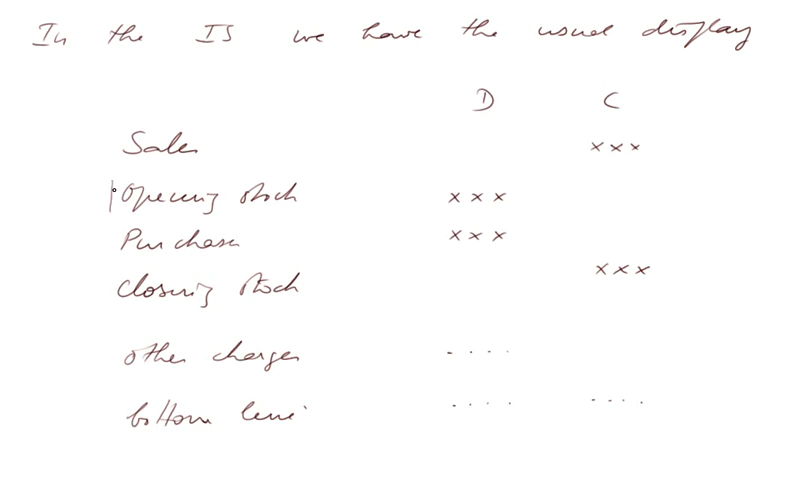 In the IS we have the usual display
D C
Sales xxx
Opening stock xxx
Purchases xxx
Closing stock xxx
other charges ....
bottom line .... ....